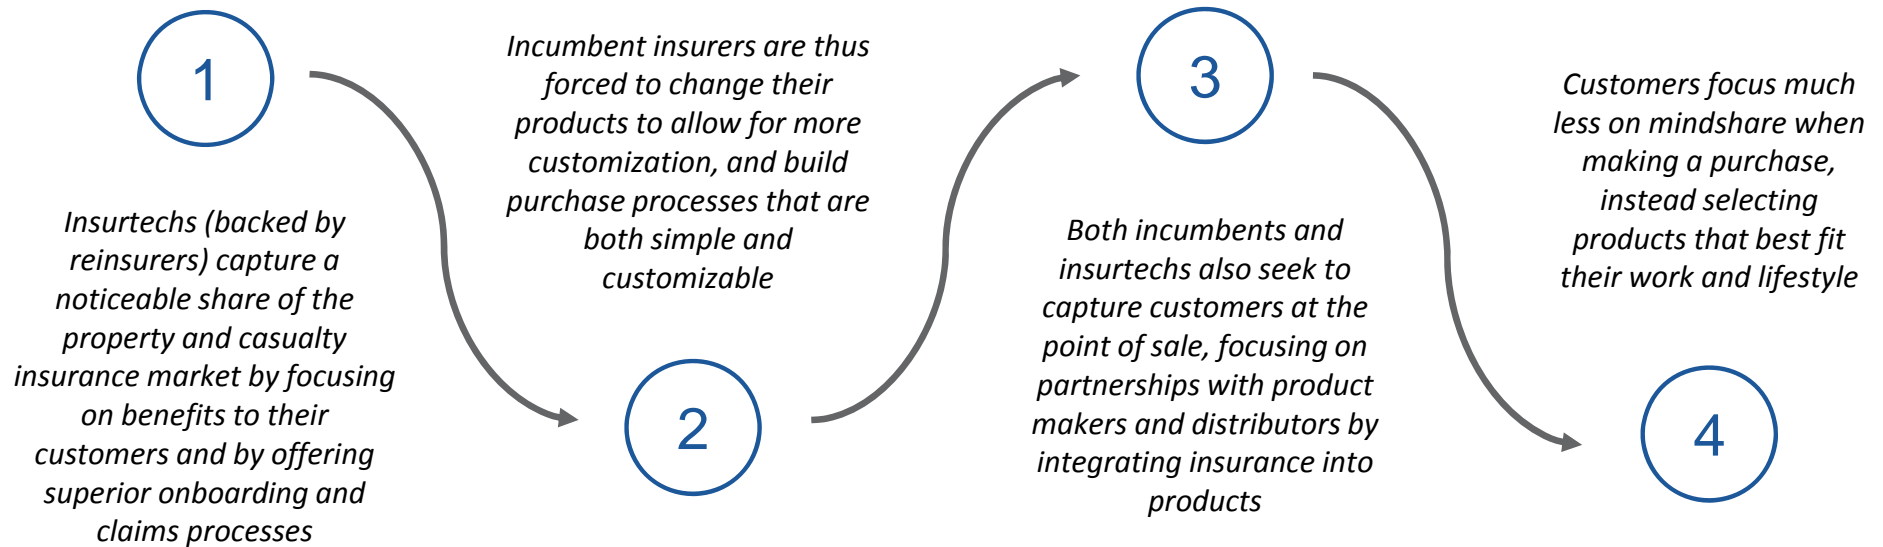 1
Insurtechs (backed by
reinsurers) capture a
noticeable share of the
property and casualty
insurance market by focusing
on benefits to their
customers and by offering
superior onboarding and
claims processes
Incumbent insurers are thus
forced to change their
products to allow for more
customization, and build
purchase processes that are
both simple and
customizable
2
3
Both incumbents and
insurtechs also seek to
capture customers at the
point of sale, focusing on
partnerships with product
makers and distributors by
integrating insurance into
products
Customers focus much
less on mindshare when
making a purchase,
instead selecting
products that best fit
their work and lifestyle
4